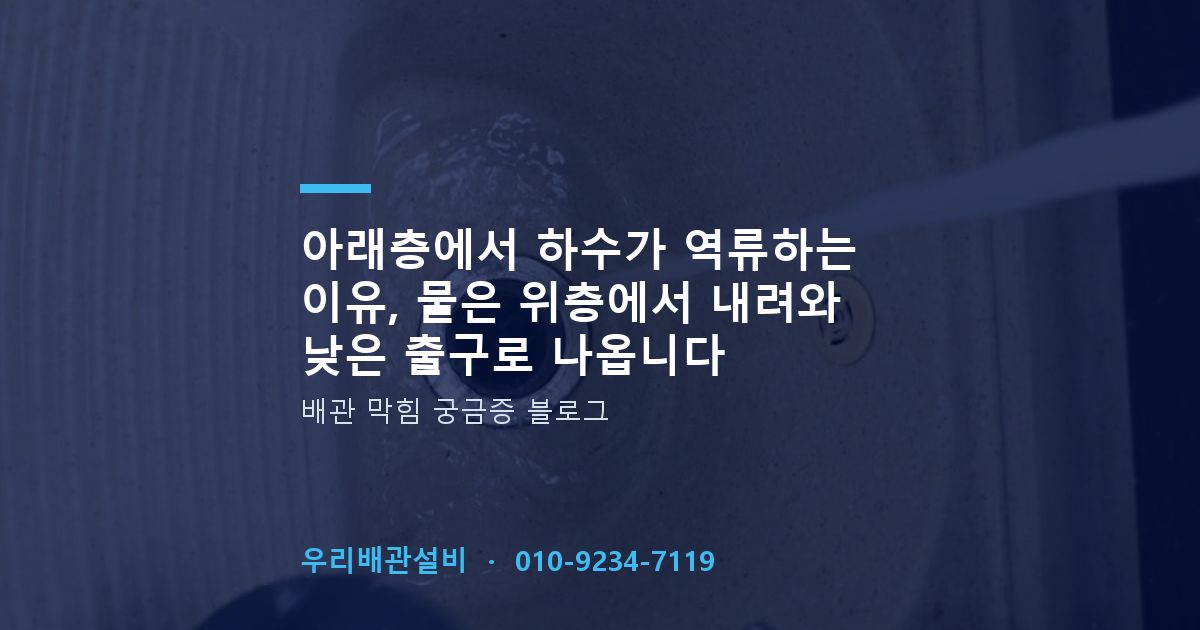 아래층에서 하수가 역류하는
이유, 물은 위층에서 내려와
낮은 출구로 나옵니다
배관 막힘 궁금증 블로그
우리배관설비 · 010-9234-7119